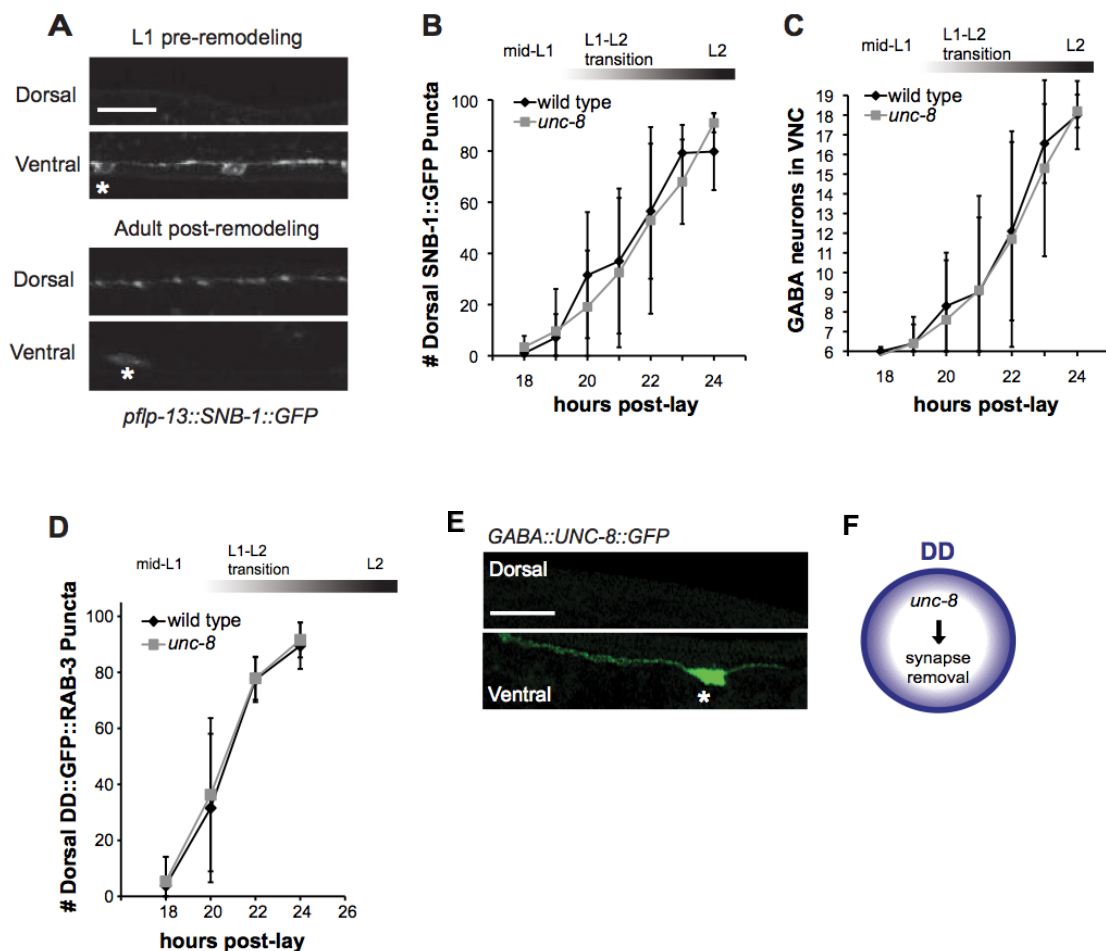 A
L1 pre-remodeling
Dorsal
Ventral
*
Adult post-remodeling
Dorsal
Ventral
*
pflp-13::SNB-1::GFP
B
mid-L1
L1-L2
transition
L2
wild type
unc-8
# Dorsal SNB-1::GFP Puncta
100
80
60
40
20
0
18 20 22 24
hours post-lay
C
mid-L1
L1-L2
transition
L2
wild type
unc-8
GABA neurons in VNC
19
18
17
16
15
14
13
12
11
10
9
8
7
6
18 20 22 24
hours post-lay
D
mid-L1
L1-L2
transition
L2
wild type
unc-8
# Dorsal DD::GFP::RAB-3 Puncta
100
80
60
40
20
0
18 20 22 24 26
hours post-lay
E
GABA::UNC-8::GFP
Dorsal
Ventral
*
F
DD
unc-8
synapse
removal